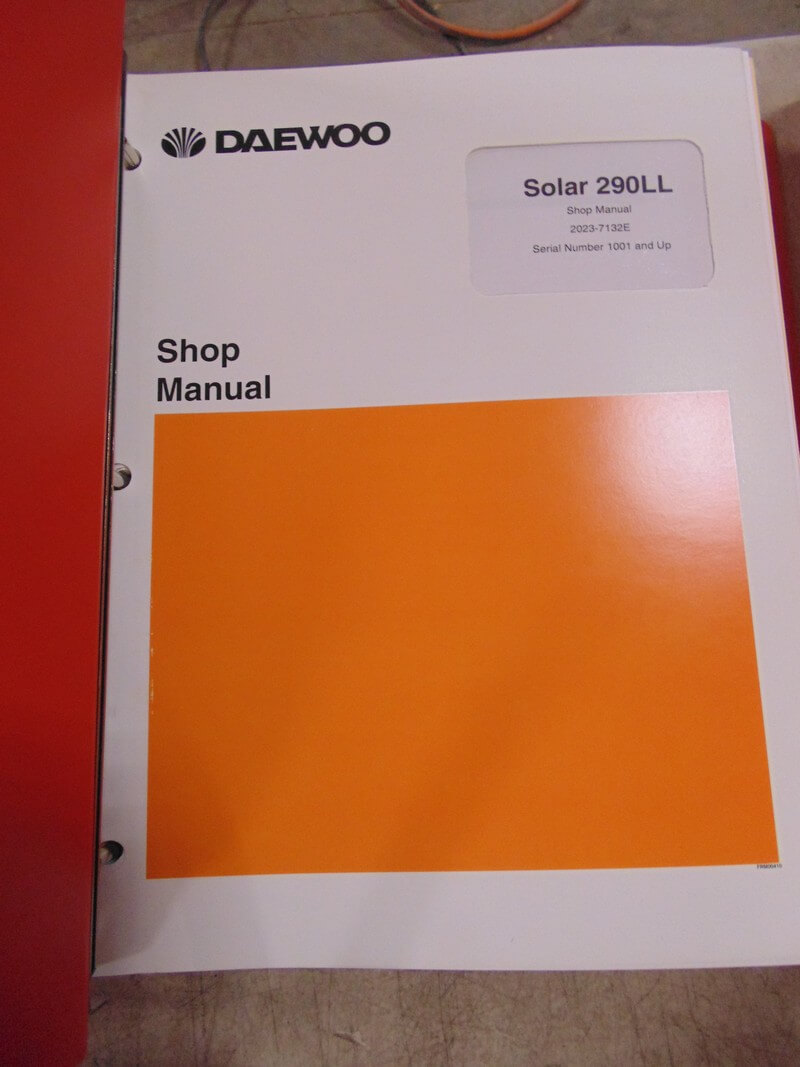 DAEWOO
Solar 290LL
Shop Manual
2023-7132E
Serial Number 1001 and Up
Shop
Manual